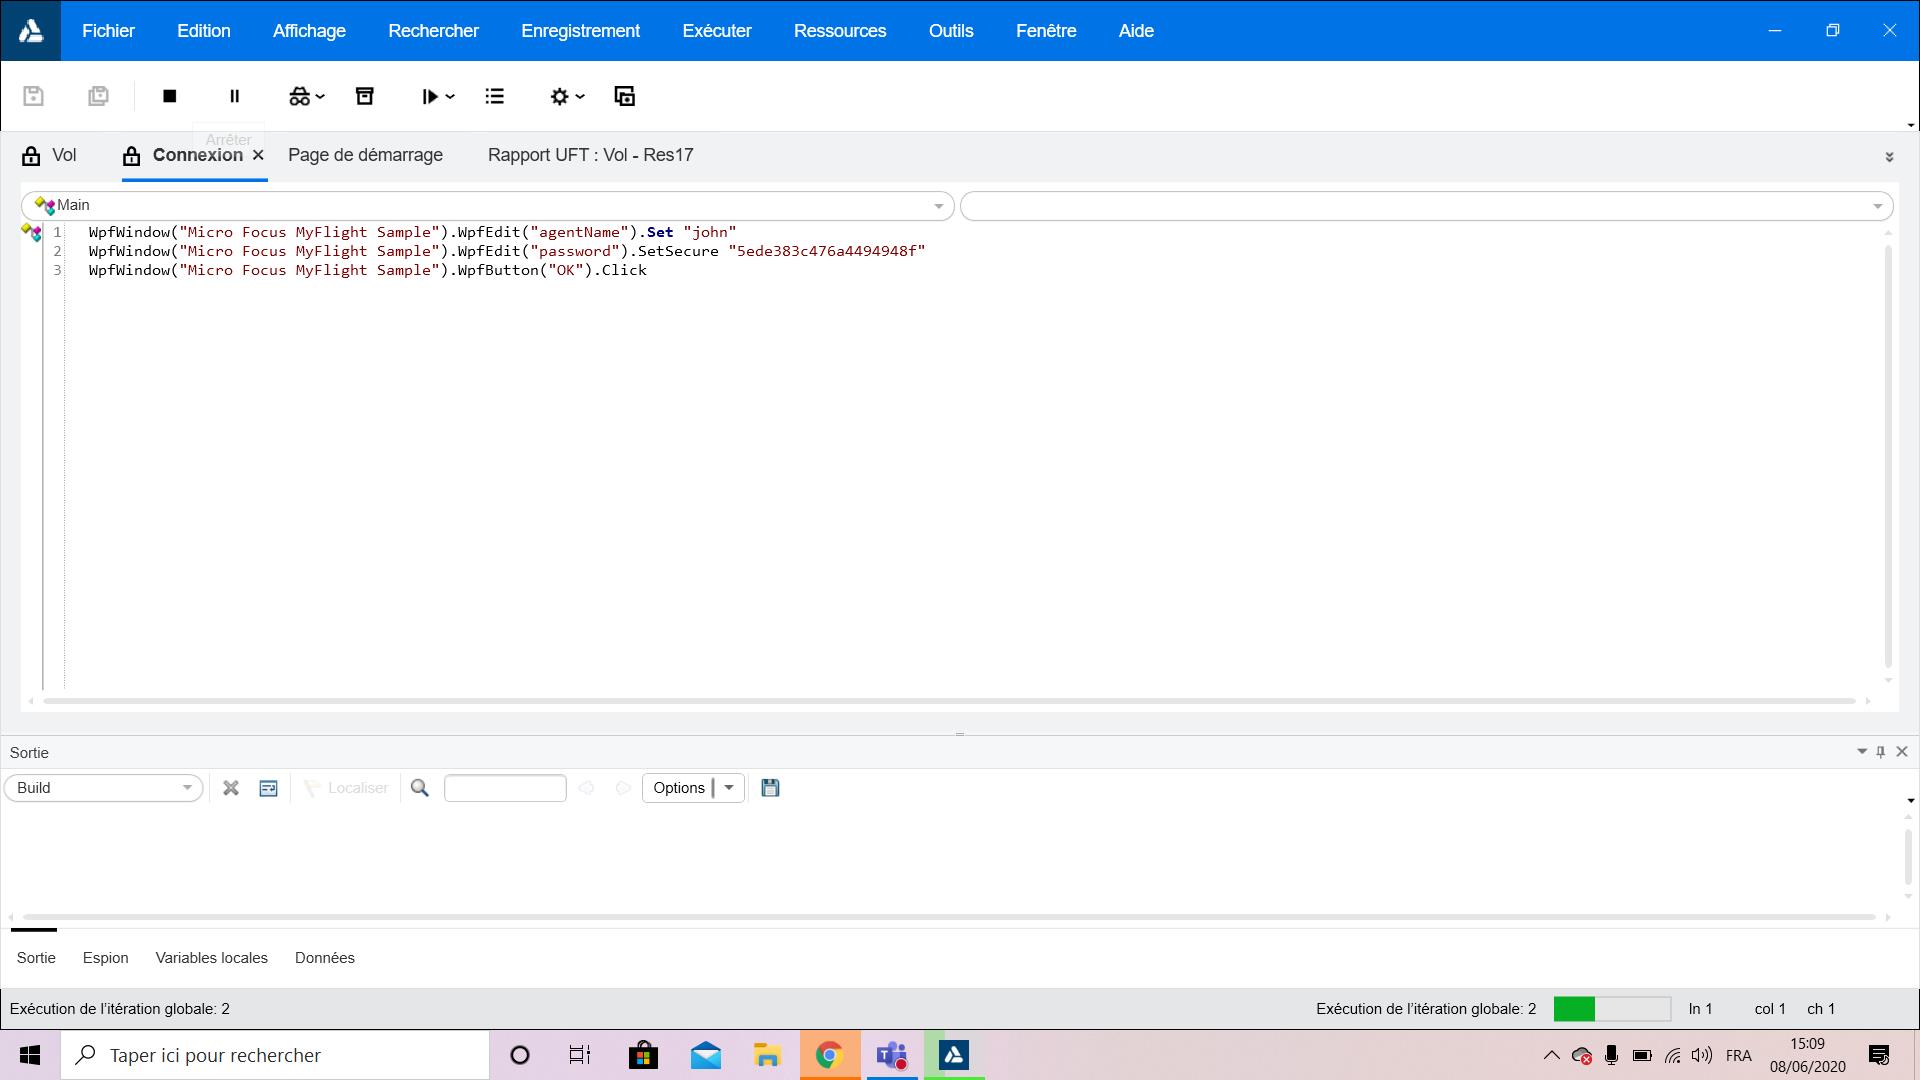 Fichier Edition Affichage Rechercher Enregistrement Exécuter Ressources Outils Fenêtre Aide
Arrêter
Vol Connexion Page de démarrage Rapport UFT : Vol - Res17
Main
1 WpfWindow("Micro Focus MyFlight Sample").WpfEdit("agentName").Set "john"
2 WpfWindow("Micro Focus MyFlight Sample").WpfEdit("password").SetSecure "5ede383c476a4494948f"
3 WpfWindow("Micro Focus MyFlight Sample").WpfButton("OK").Click
Sortie
Build Localiser Options
Sortie Espion Variables locales Données
Exécution de l'itération globale: 2 Exécution de l'itération globale: 2 ln 1 col 1 ch 1
Taper ici pour rechercher FRA 15:09
08/06/2020